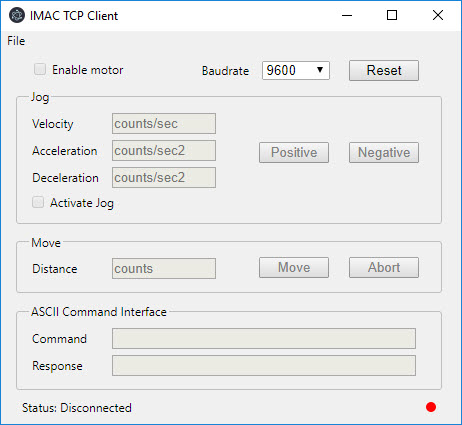 IMAC TCP Client
File
Enable motor Baudrate 9600 Reset
Jog
Velocity counts/sec
Acceleration counts/sec2 Positive Negative
Deceleration counts/sec2
Activate Jog
Move
Distance counts Move Abort
ASCII Command Interface
Command
Response
Status: Disconnected